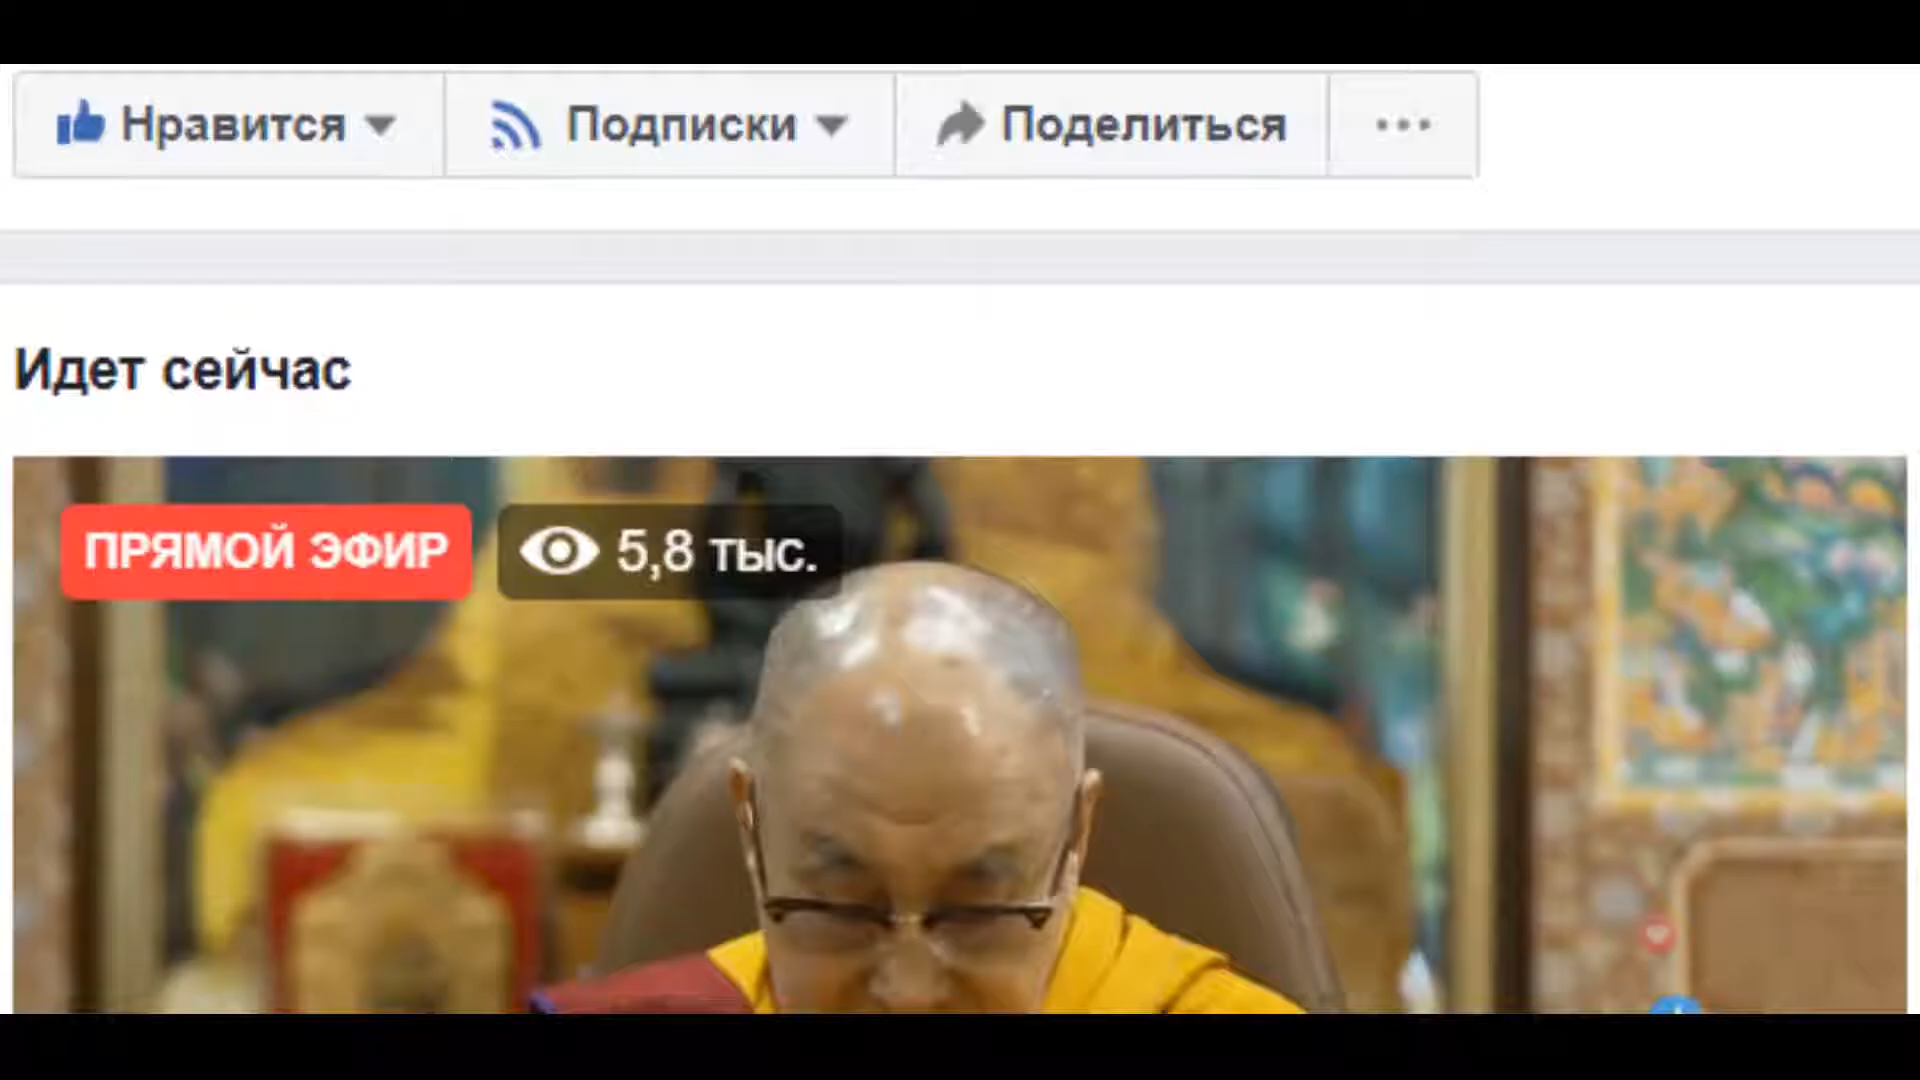 Нравится Подписки Поделиться ...
Идет сейчас
ПРЯМОЙ ЭФИР 5,8 тыс.